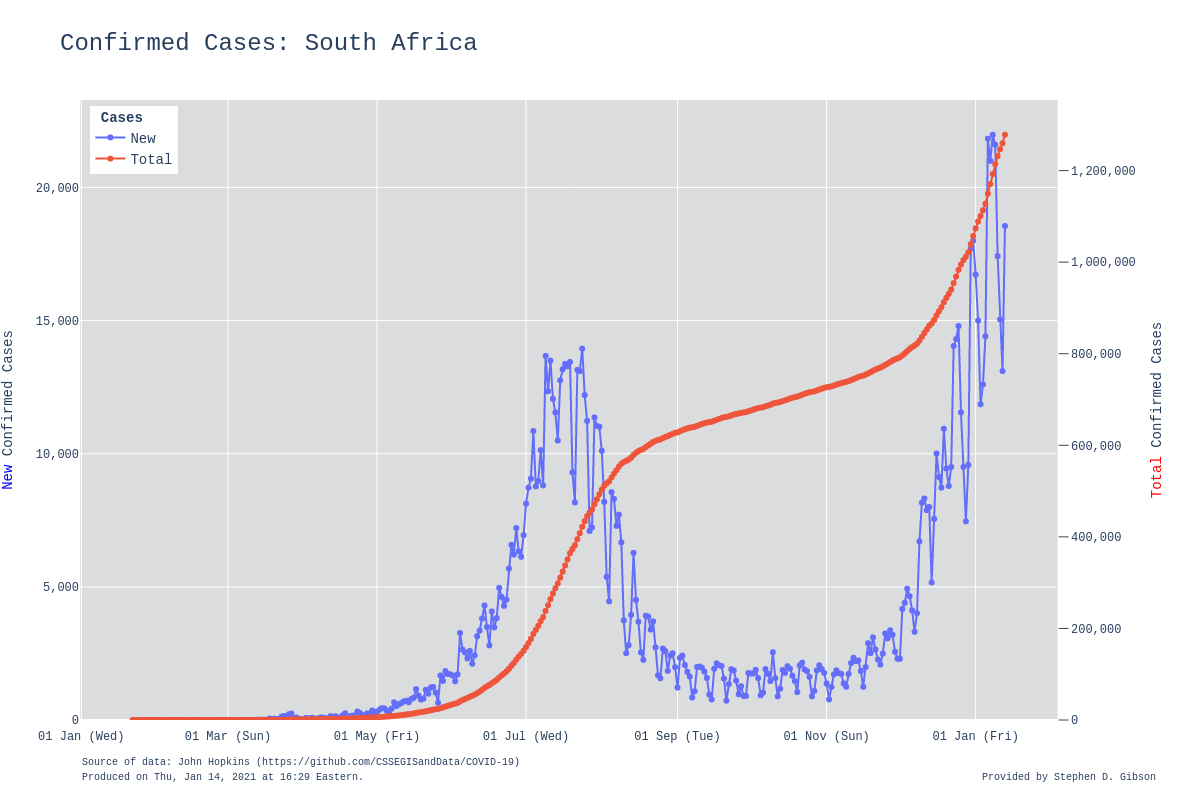 Confirmed Cases: South Africa
Cases
New
Total
20,000
15,000
10,000
5,000
0
1,200,000
1,000,000
800,000
600,000
400,000
200,000
0
New Confirmed Cases
Total Confirmed Cases
01 Jan (Wed) 01 Mar (Sun) 01 May (Fri) 01 Jul (Wed) 01 Sep (Tue) 01 Nov (Sun) 01 Jan (Fri)
Source of data: John Hopkins (https://github.com/CSSEGISandData/COVID-19)
Produced on Thu, Jan 14, 2021 at 16:29 Eastern.
Provided by Stephen D. Gibson